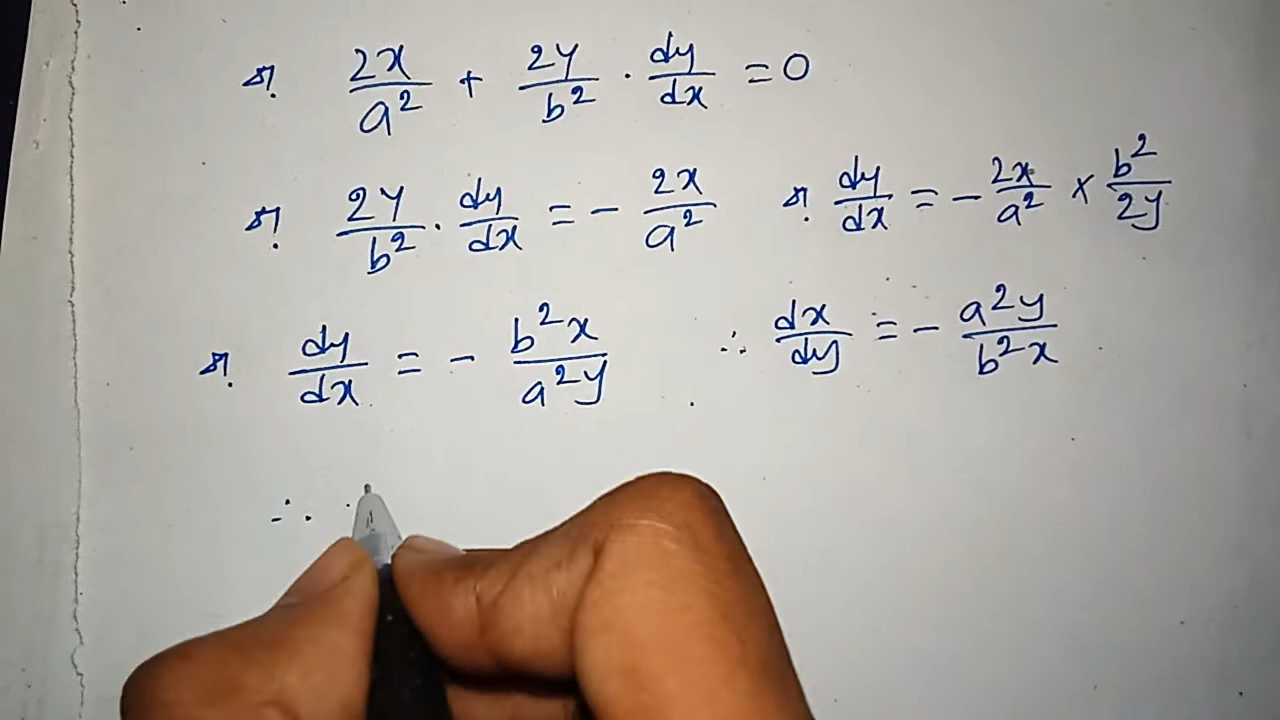 বা, 2x/a² + 2y/b² · dy/dx = 0
বা, 2y/b² · dy/dx = - 2x/a² বা, dy/dx = - 2x/a² × b²/2y
বা, dy/dx = - b²x/a²y ∴ dx/dy = - a²y/b²x
∴